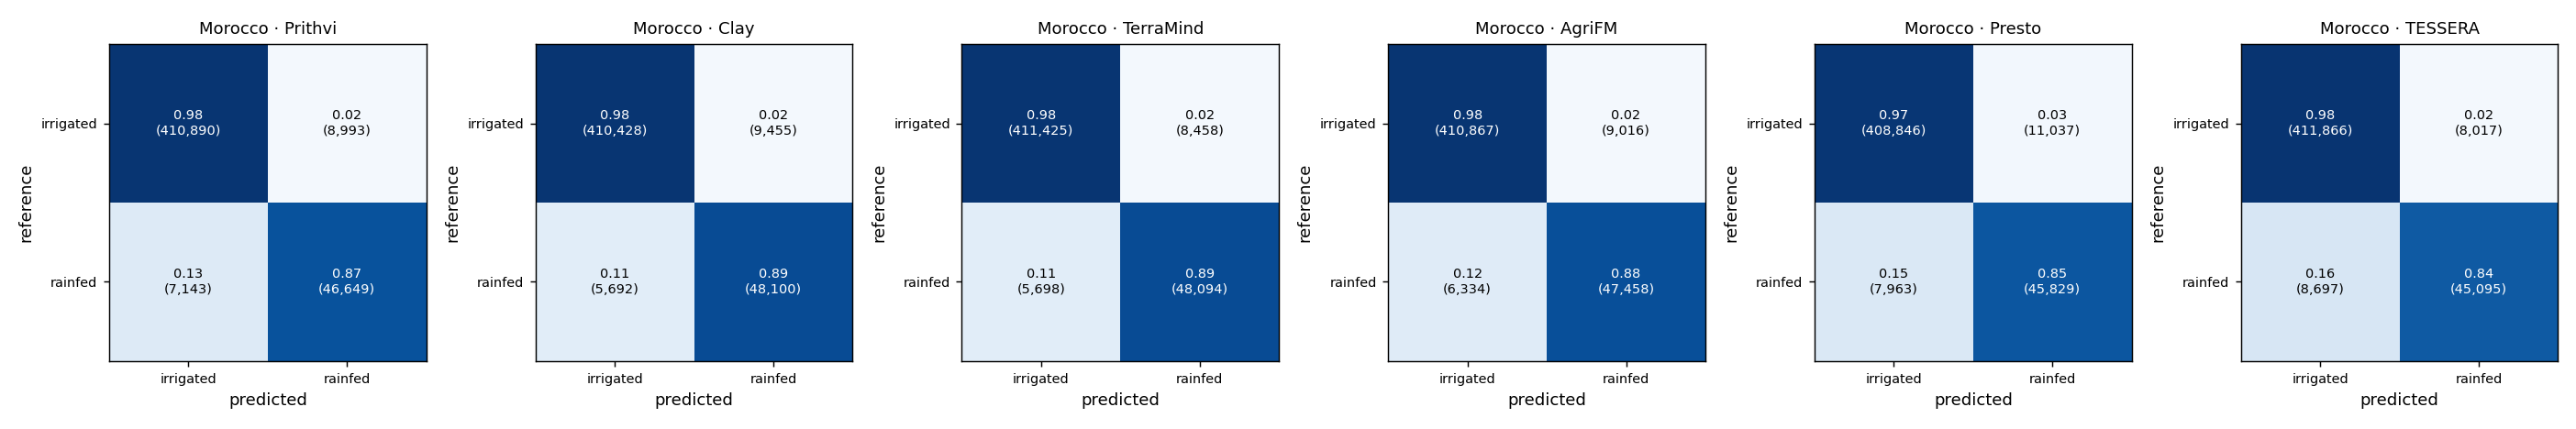 Morocco · Prithvi
irrigated
0.98
(410,890)
0.02
(8,993)
rainfed
0.13
(7,143)
0.87
(46,649)
irrigated
rainfed
predicted
reference
Morocco · Clay
irrigated
0.98
(410,428)
0.02
(9,455)
rainfed
0.11
(5,692)
0.89
(48,100)
irrigated
rainfed
predicted
reference
Morocco · TerraMind
irrigated
0.98
(411,425)
0.02
(8,458)
rainfed
0.11
(5,698)
0.89
(48,094)
irrigated
rainfed
predicted
reference
Morocco · AgriFM
irrigated
0.98
(410,867)
0.02
(9,016)
rainfed
0.12
(6,334)
0.88
(47,458)
irrigated
rainfed
predicted
reference
Morocco · Presto
irrigated
0.97
(408,846)
0.03
(11,037)
rainfed
0.15
(7,963)
0.85
(45,829)
irrigated
rainfed
predicted
reference
Morocco · TESSERA
irrigated
0.98
(411,866)
0.02
(8,017)
rainfed
0.16
(8,697)
0.84
(45,095)
irrigated
rainfed
predicted
reference